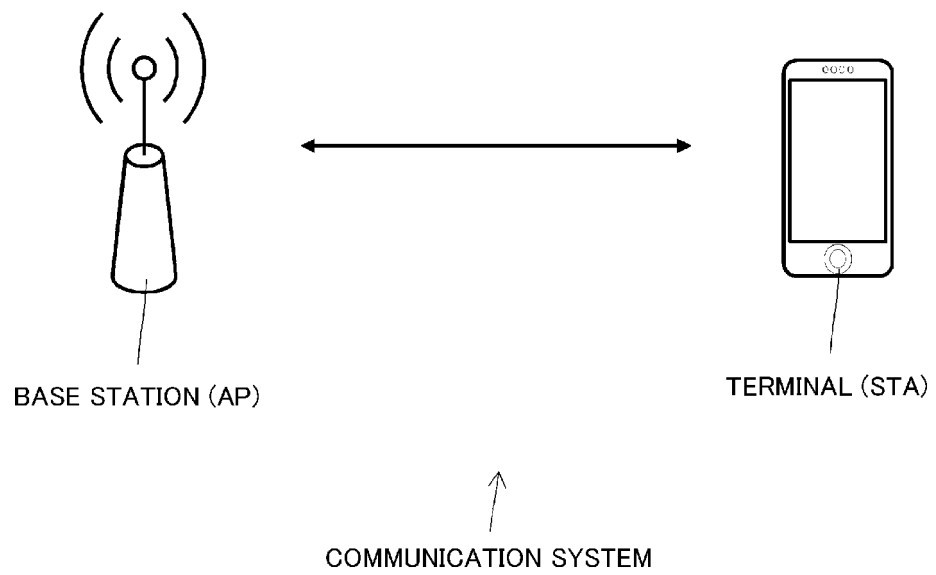 BASE STATION (AP)
TERMINAL (STA)
COMMUNICATION SYSTEM